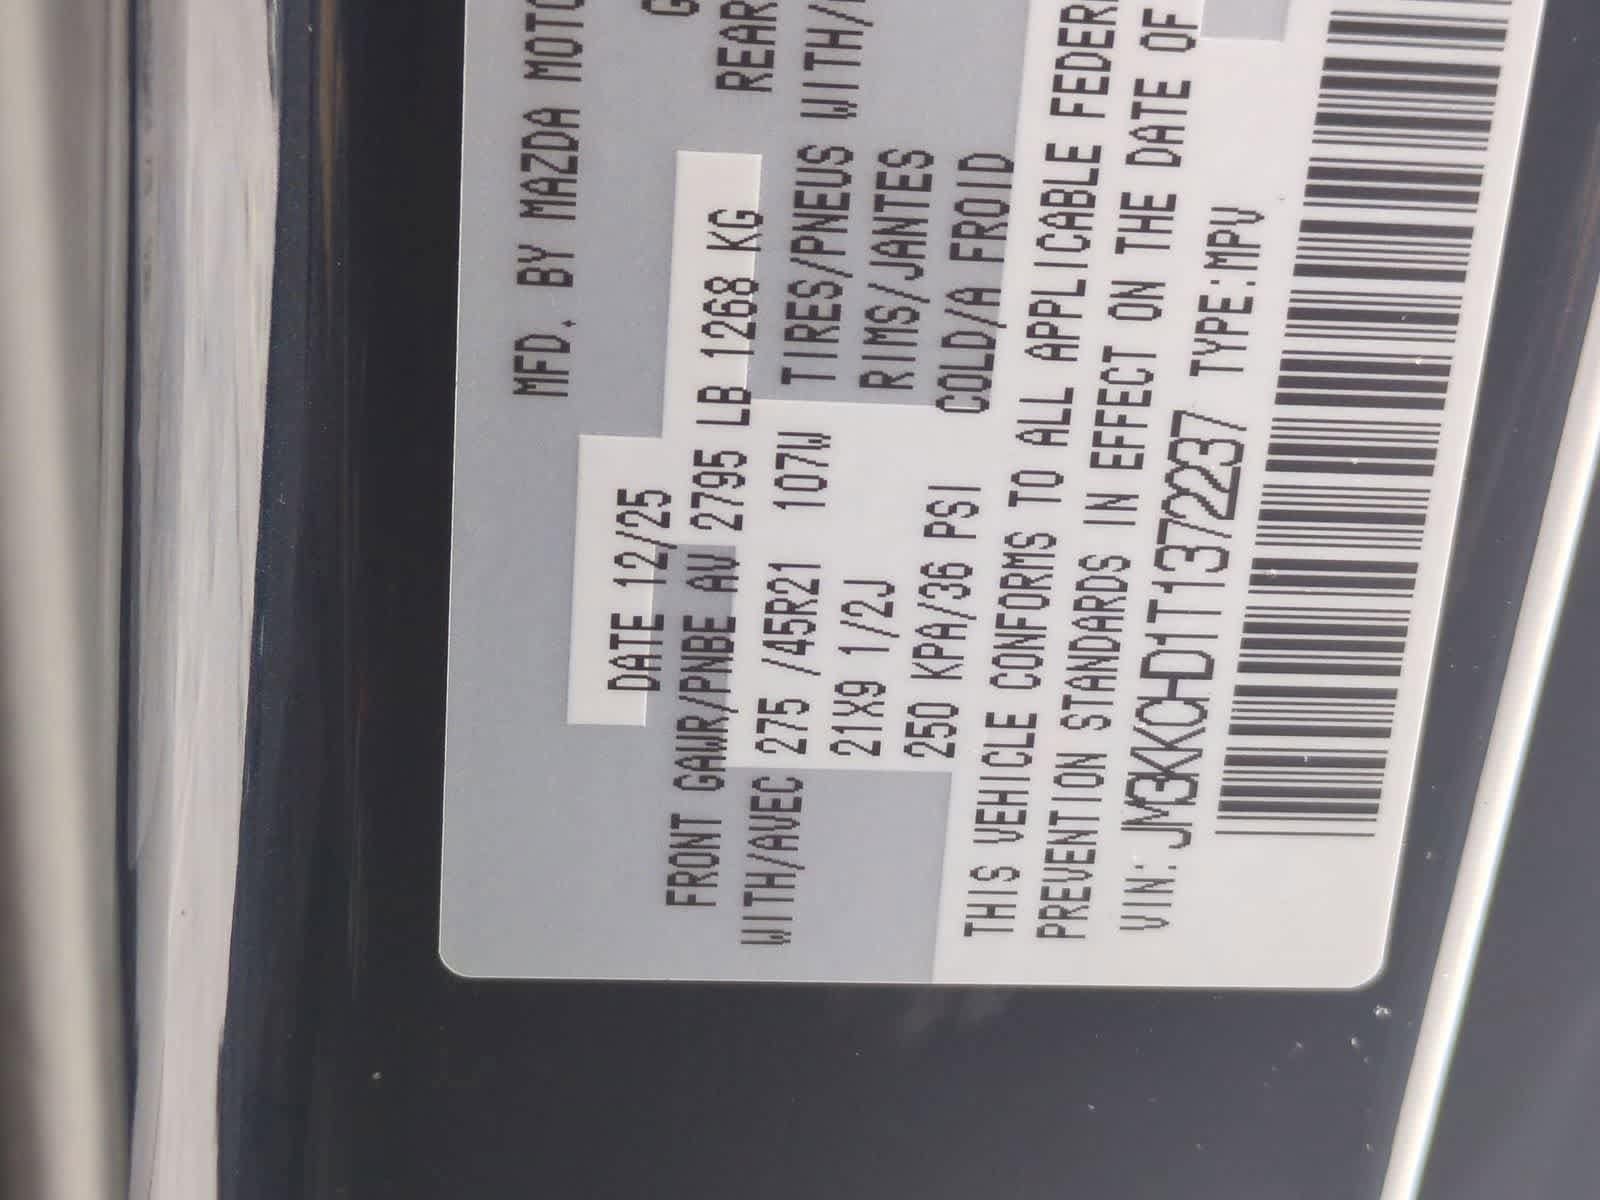 MFD. BY MAZDA MOTO
DATE 12/25 G
FRONT GAWR/PNBE AV 2795 LB 1268 KG REAR
WITH/AVEC 275 /45R21 107W TIRES/PNEUS WITH/
21X9 1/2J RIMS/JANTES
250 KPA/36 PSI COLD/A FROID
THIS VEHICLE CONFORMS TO ALL APPLICABLE FEDER
PREVENTION STANDARDS IN EFFECT ON THE DATE OF
VIN: JM3KKCHD1T1372237 TYPE:MPV